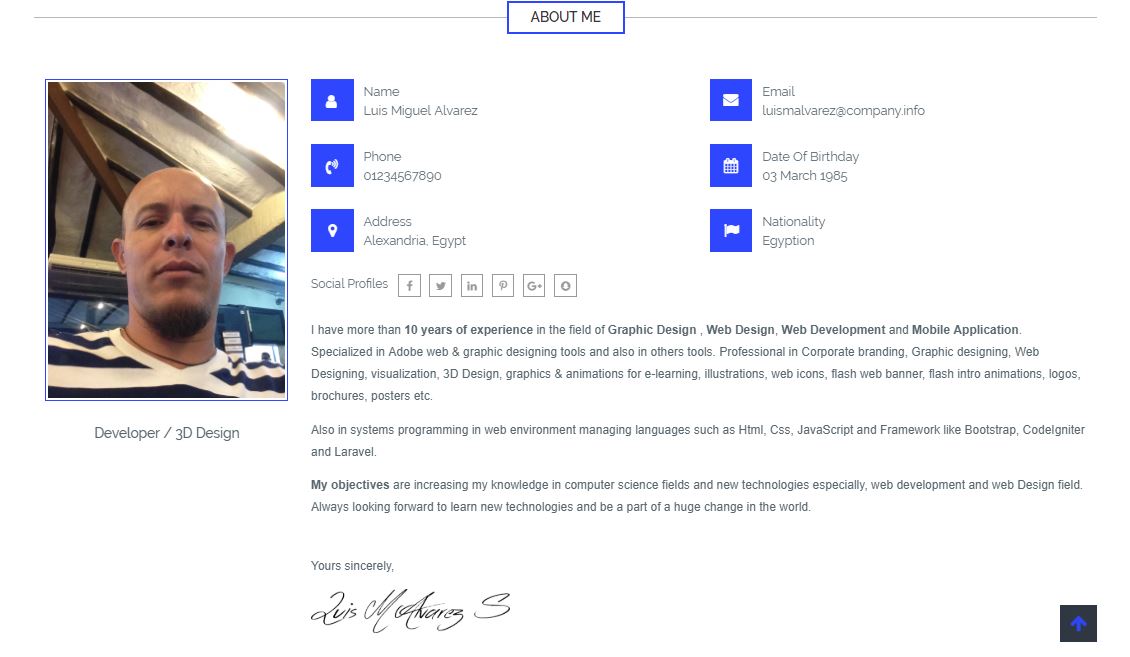 ABOUT ME
Name
Luis Miguel Alvarez
Email
luismalvarez@company.info
Phone
01234567890
Date Of Birthday
03 March 1985
Address
Alexandria, Egypt
Nationality
Egyption
Social Profiles
Developer / 3D Design
I have more than 10 years of experience in the field of Graphic Design , Web Design, Web Development and Mobile Application.
Specialized in Adobe web & graphic designing tools and also in others tools. Professional in Corporate branding, Graphic designing, Web
Designing, visualization, 3D Design, graphics & animations for e-learning, illustrations, web icons, flash web banner, flash intro animations, logos,
brochures, posters etc.
Also in systems programming in web environment managing languages such as Html, Css, JavaScript and Framework like Bootstrap, CodeIgniter
and Laravel.
My objectives are increasing my knowledge in computer science fields and new technologies especially, web development and web Design field.
Always looking forward to learn new technologies and be a part of a huge change in the world.
Yours sincerely,
Luis M Alvarez S